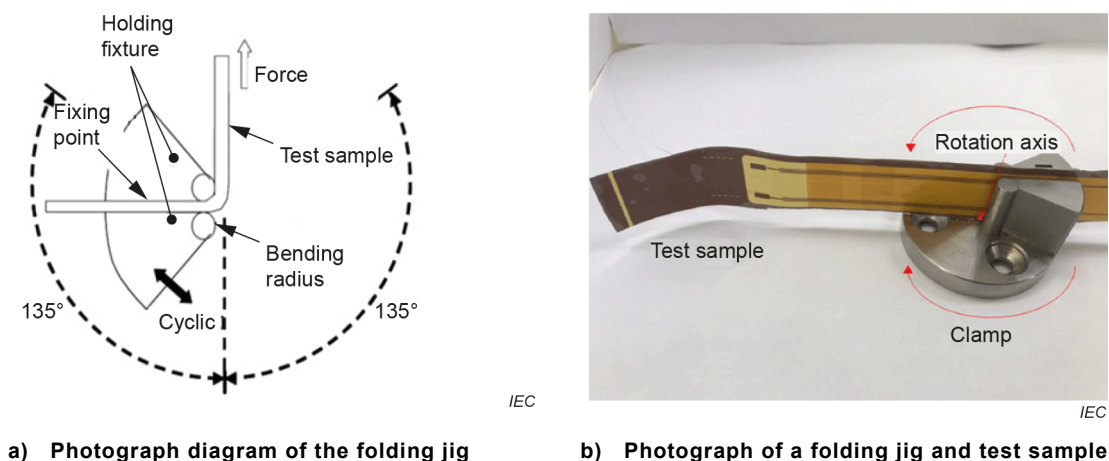 Holding
fixture
Force
Fixing
point
Test sample
Bending
radius
135°
Cyclic
135°
IEC
a) Photograph diagram of the folding jig
Rotation axis
Test sample
Clamp
IEC
b) Photograph of a folding jig and test sample